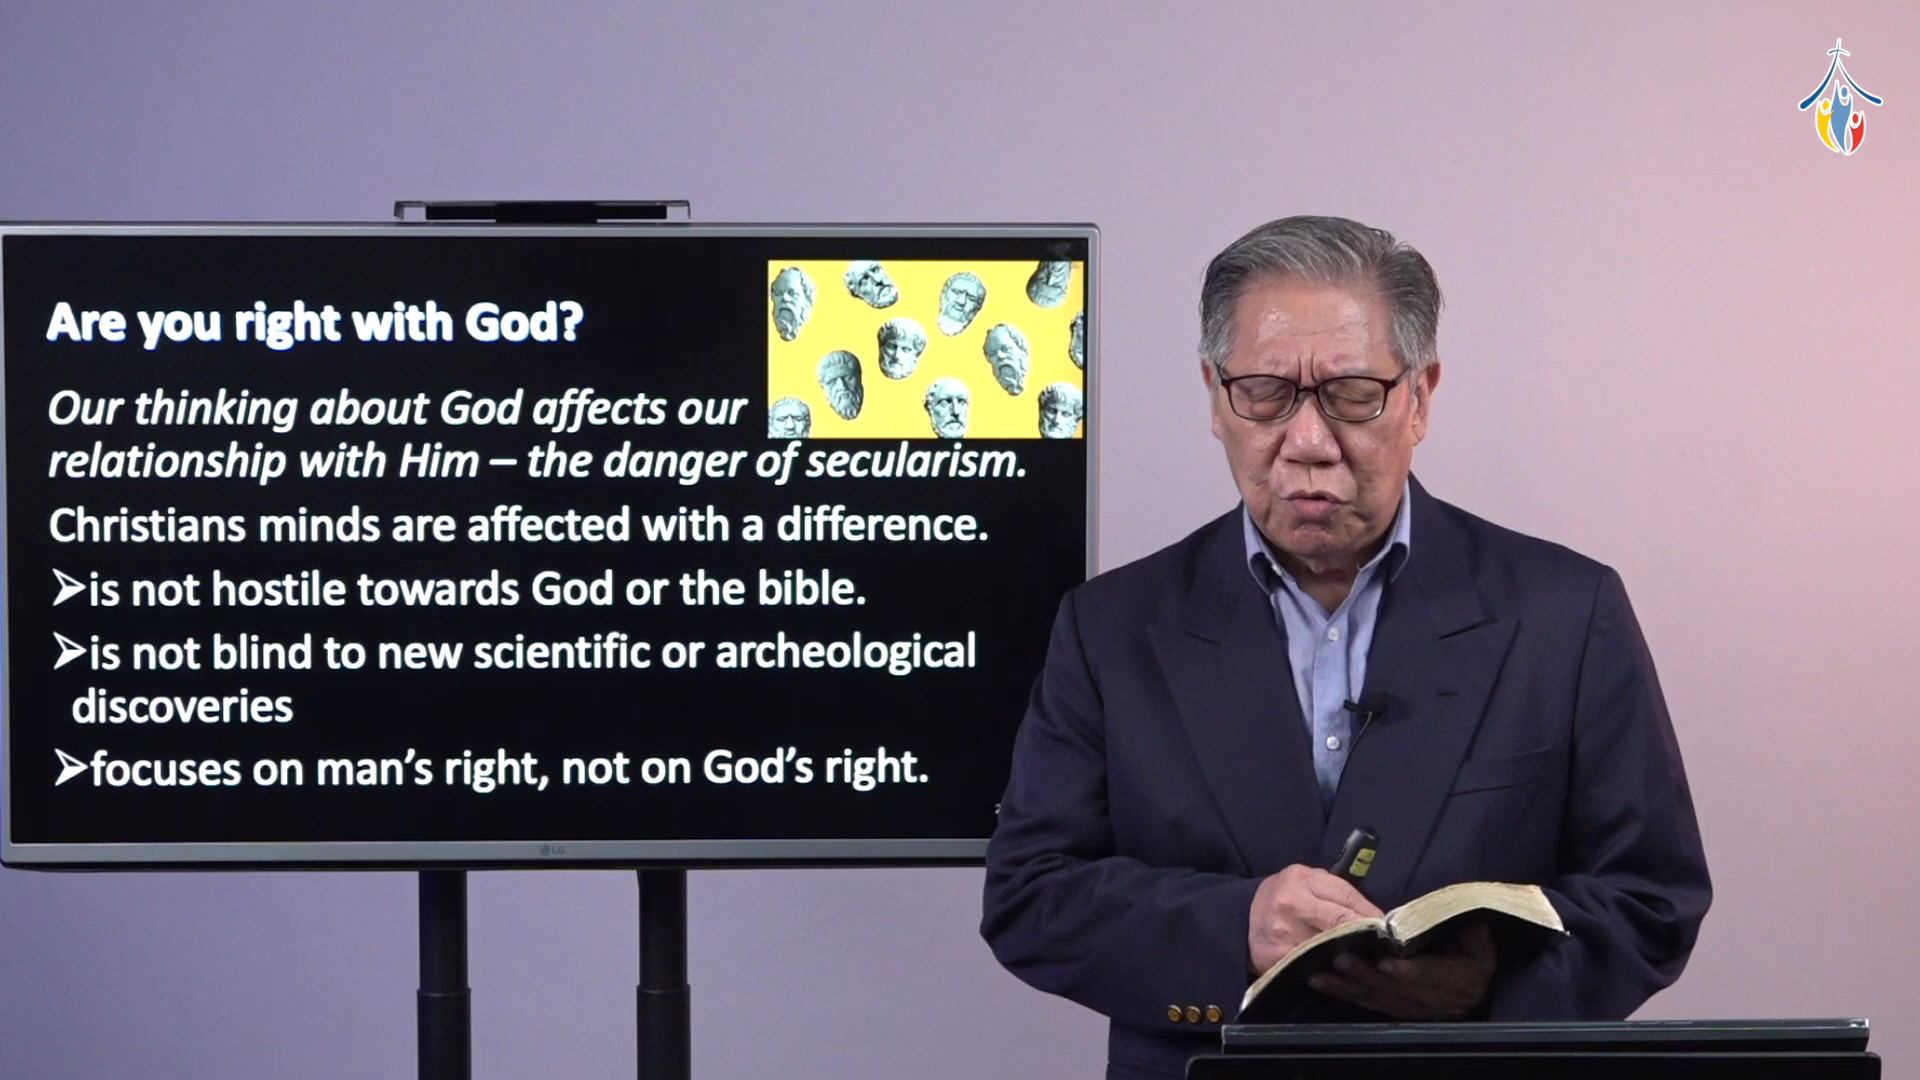 Are you right with God?
Our thinking about God affects our
relationship with Him – the danger of secularism.
Christians minds are affected with a difference.
➢is not hostile towards God or the bible.
➢is not blind to new scientific or archeological
discoveries
➢focuses on man's right, not on God's right.
LG